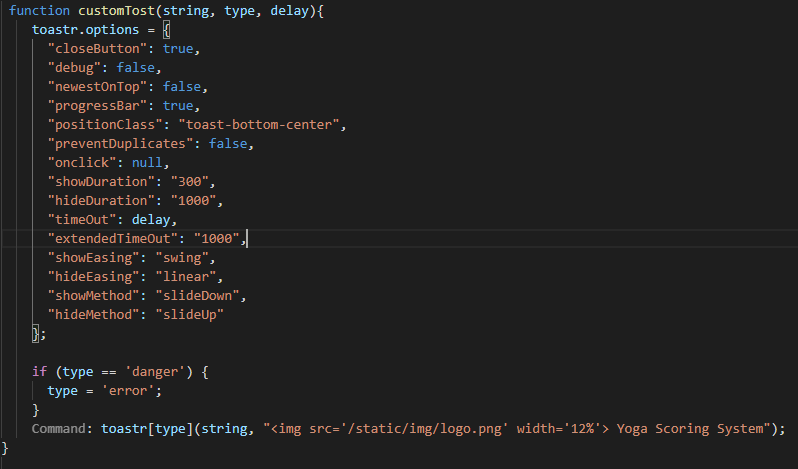 function customTost(string, type, delay){
toastr.options = {
"closeButton": true,
"debug": false,
"newestOnTop": false,
"progressBar": true,
"positionClass": "toast-bottom-center",
"preventDuplicates": false,
"onclick": null,
"showDuration": "300",
"hideDuration": "1000",
"timeOut": delay,
"extendedTimeOut": "1000",
"showEasing": "swing",
"hideEasing": "linear",
"showMethod": "slideDown",
"hideMethod": "slideUp"
};
if (type == 'danger') {
type = 'error';
}
Command: toastr[type](string, "<img src='/static/img/logo.png' width='12%'> Yoga Scoring System");
}